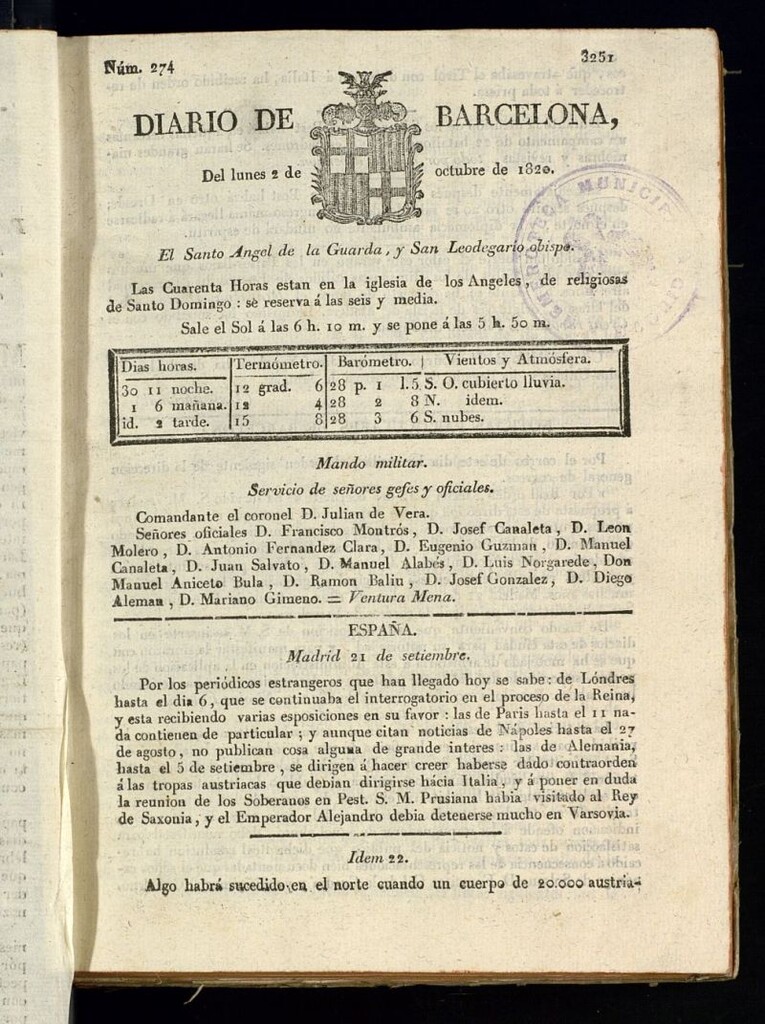 Núm. 274
3251
DIARIO DE BARCELONA,
Del lunes 2 de octubre de 1820.
El Santo Angel de la Guarda, y San Leodegario obispo.
Las Cuarenta Horas estan en la iglesia de los Angeles, de religiosas
de Santo Domingo : se reserva á las seis y media.
Sale el Sol á las 6 h. 10 m. y se pone á las 5 h. 50 m.
Dias horas. Termómetro. Barómetro. Vientos y Atmósfera.
30 11 noche. 12 grad. 6 28 p. 1 l. 5 S. O. cubierto lluvia.
1 6 mañana. 12 4 28 2 8 N. idem.
id. 2 tarde. 15 8 28 3 6 S. nubes.
Mando militar.
Servicio de señores gefes y oficiales.
Comandante el coronel D. Julian de Vera.
Señores oficiales D. Francisco Montrós, D. Josef Canaleta, D. Leon
Molero, D. Antonio Fernandez Clara, D. Eugenio Guzman, D. Manuel
Canaleta, D. Juan Salvato, D. Manuel Alabés, D. Luis Norgarede, Don
Manuel Aniceto Bula, D. Ramon Baliu, D. Josef Gonzalez, D. Diego
Aleman, D. Mariano Gimeno. = Ventura Mena.
ESPAÑA.
Madrid 21 de setiembre.
Por los periódicos estrangeros que han llegado hoy se sabe: de Lóndres
hasta el dia 6, que se continuaba el interrogatorio en el proceso de la Reina,
y esta recibiendo varias esposiciones en su favor : las de Paris hasta el 11 na-
da contienen de particular ; y aunque citan noticias de Nápoles hasta el 27
de agosto, no publican cosa alguna de grande interes : las de Alemania,
hasta el 5 de setiembre, se dirigen á hacer creer haberse dado contraorden
á las tropas austriacas que debian dirigirse hácia Italia, y á poner en duda
la reunion de los Soberanos en Pest. S. M. Prusiana habia visitado al Rey
de Saxonia, y el Emperador Alejandro debia detenerse mucho en Varsovia.
Idem 22.
Algo habrá sucedido en el norte cuando un cuerpo de 20.000 austria-